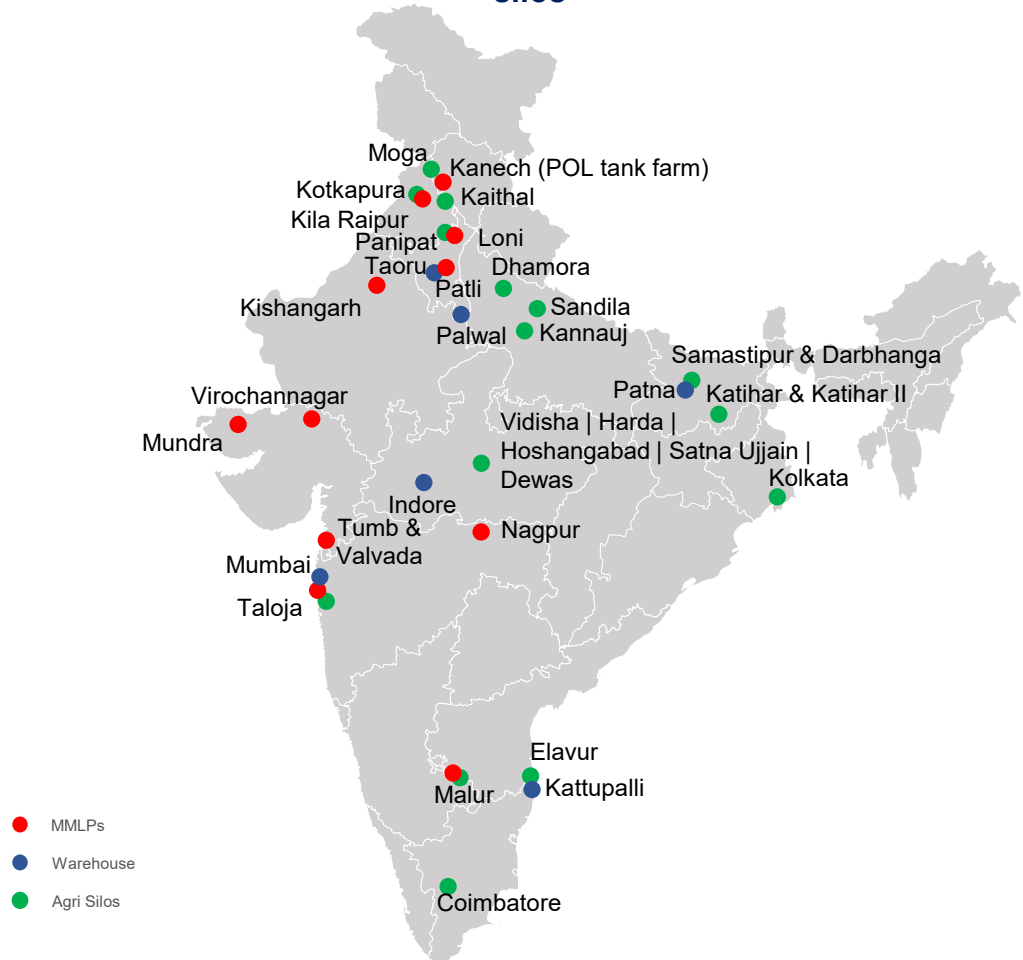 silos
Moga
Kanech (POL tank farm)
Kotkapura
Kaithal
Kila Raipur
Panipat
Loni
Taoru
Dhamora
Patli
Kishangarh
Sandila
Palwal
Kannauj
Samastipur & Darbhanga
Patna
Katihar & Katihar II
Virochannagar
Mundra
Vidisha | Harda |
Hoshangabad | Satna Ujjain |
Dewas
Kolkata
Indore
Tumb &
Valvada
Nagpur
Mumbai
Taloja
Elavur
Kattupalli
Malur
Coimbatore
MMLPs
Warehouse
Agri Silos